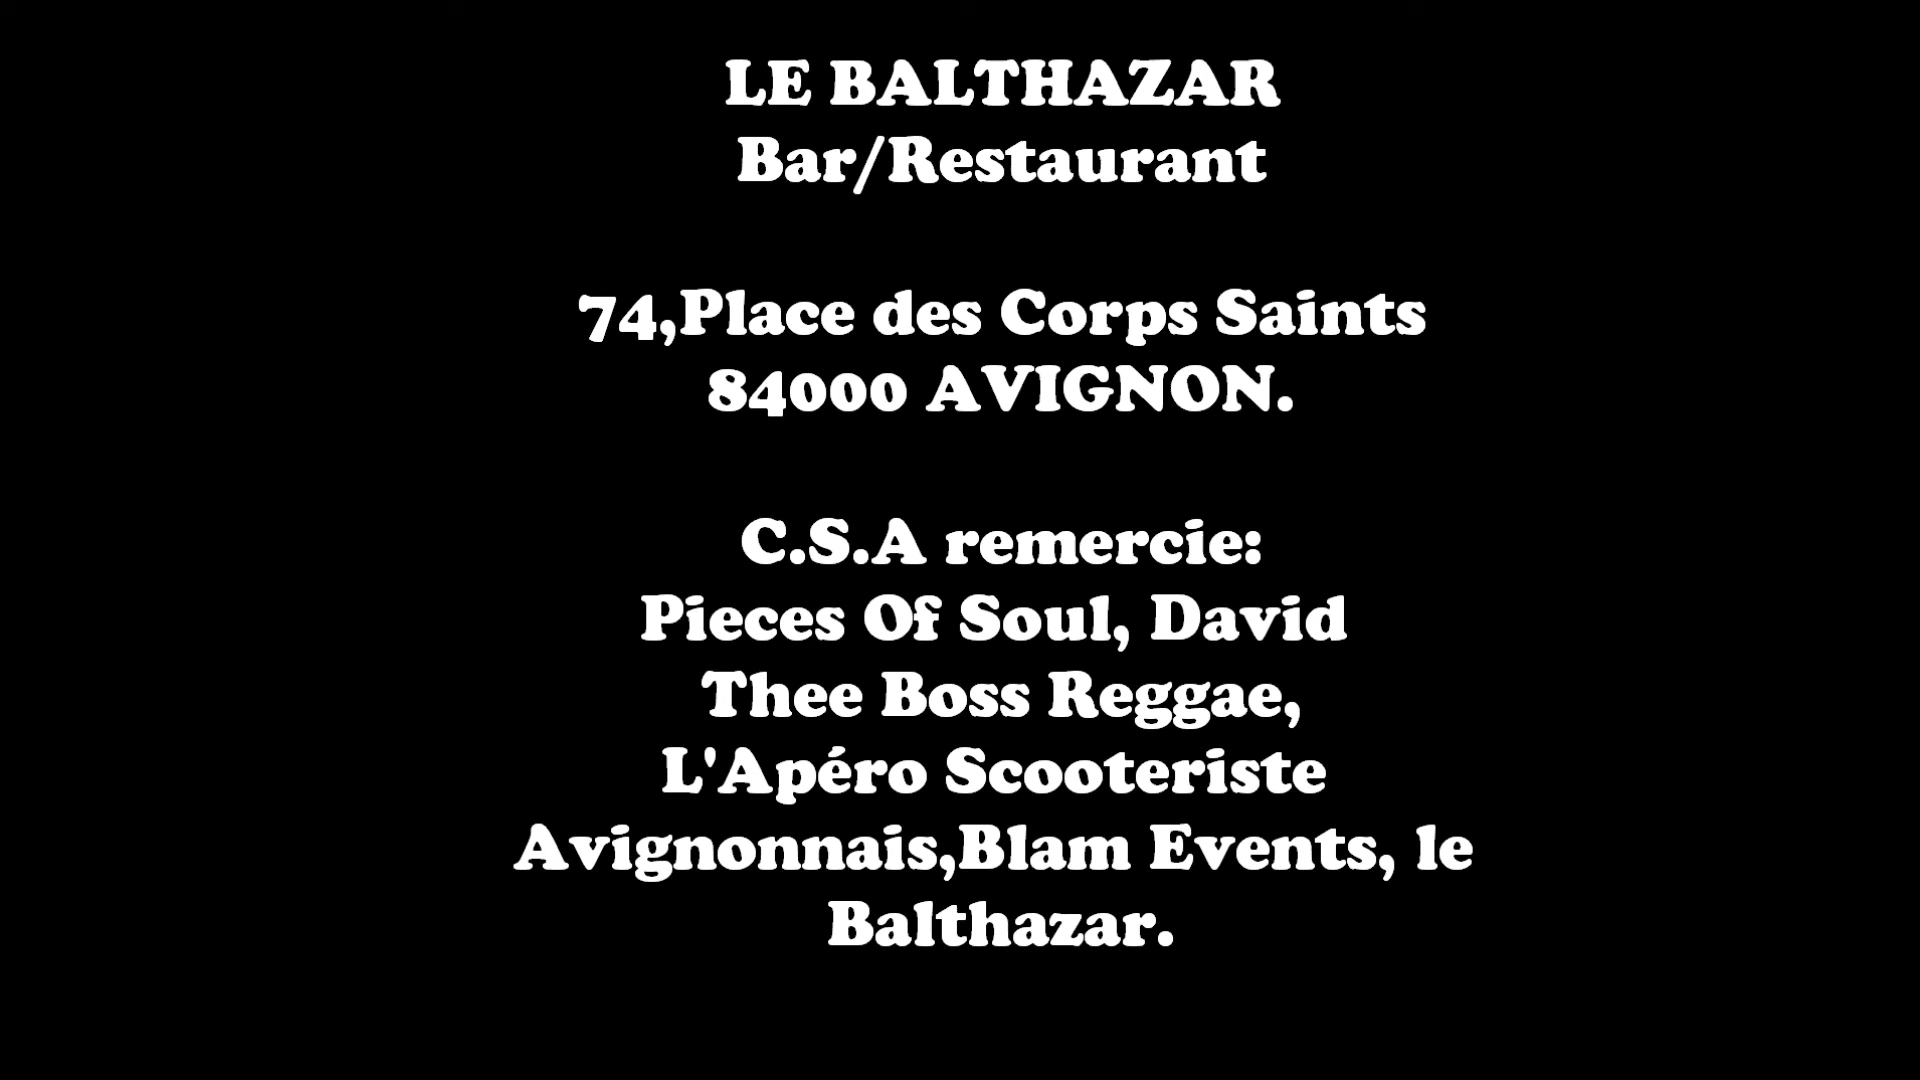 LE BALTHAZAR
Bar/Restaurant
74,Place des Corps Saints
84000 AVIGNON.
C.S.A remercie:
Pieces Of Soul, David
Thee Boss Reggae,
L'Apéro Scooteriste
Avignonnais,Blam Events, le
Balthazar.